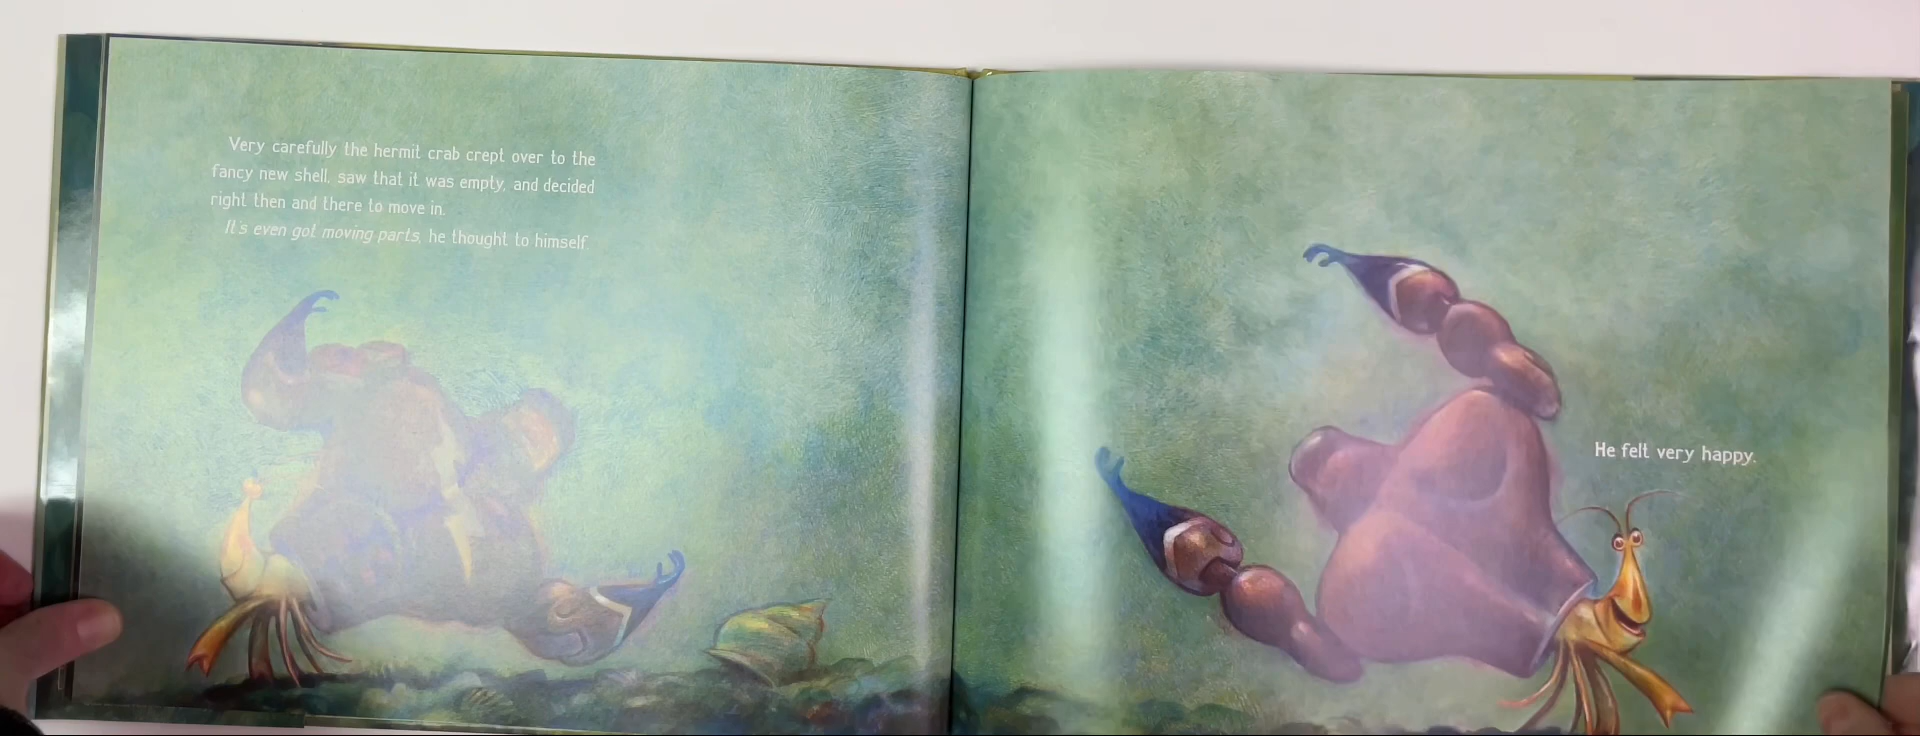 Very carefully the hermit crab crept over to the
fancy new shell, saw that it was empty, and decided
right then and there to move in.
It's even got moving parts, he thought to himself.
He felt very happy.